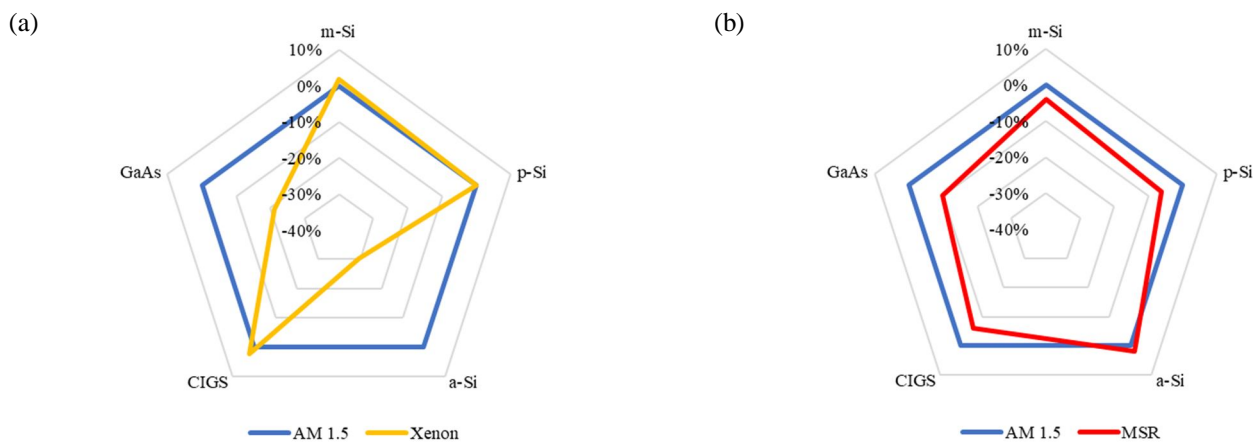 (a)
m-Si
10%
0%
-10%
-20%
-30%
-40%
GaAs
p-Si
CIGS
a-Si
AM 1.5 Xenon
(b)
m-Si
10%
0%
-10%
-20%
-30%
-40%
GaAs
p-Si
CIGS
a-Si
AM 1.5 MSR